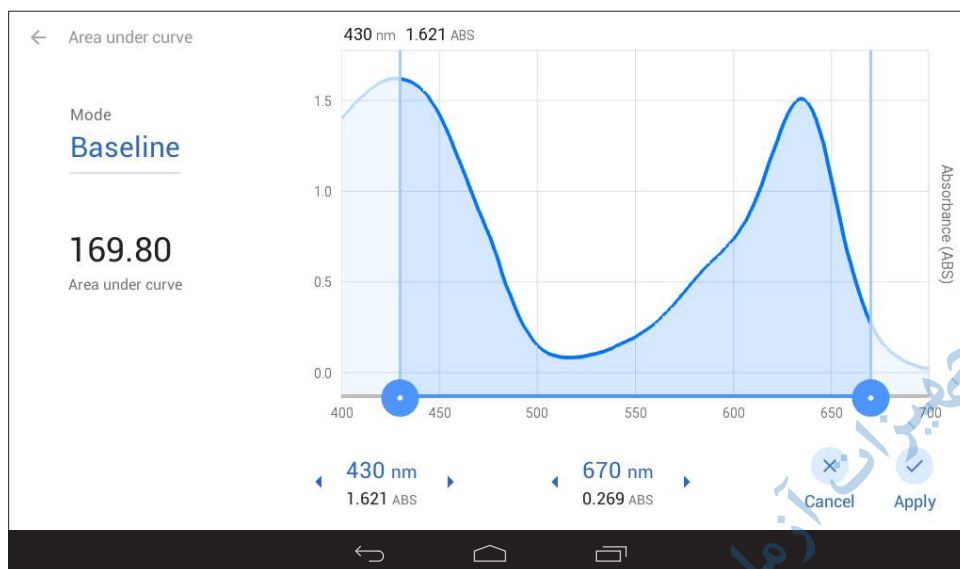 Area under curve
430 nm 1.621 ABS
Mode
Baseline
169.80
Area under curve
1.5
1.0
0.5
0.0
Absorbance (ABS)
400 450 500 550 600 650 700
430 nm
1.621 ABS
670 nm
0.269 ABS
Cancel
Apply